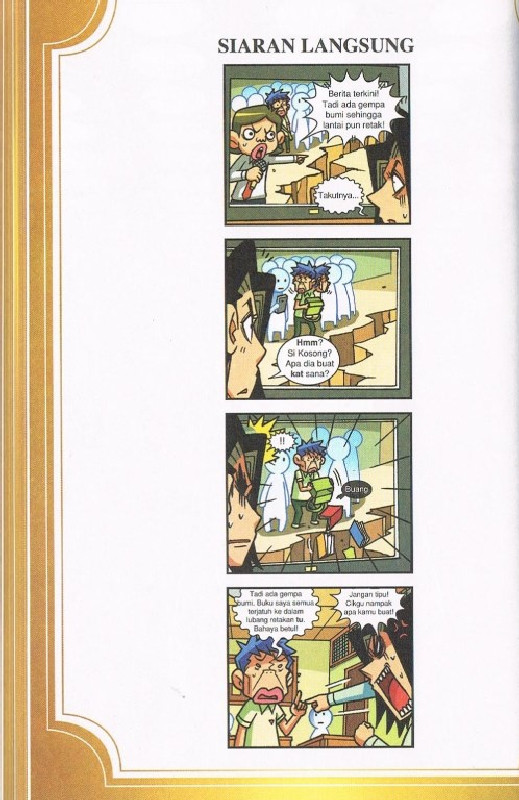 SIARAN LANGSUNG
Berita terkini!
Tadi ada gempa
bumi sehingga
lantai pun retak!
Takutnya...
Hmm?
Si Kosong?
Apa dia buat
kat sana?
!!
Buang
Tadi ada gempa
bumi, Buku saya semua
terjatuh ke dalam
lubang retakan itu.
Bahaya betul!!
Jangan tipu!
Cikgu nampak
apa kamu buat!